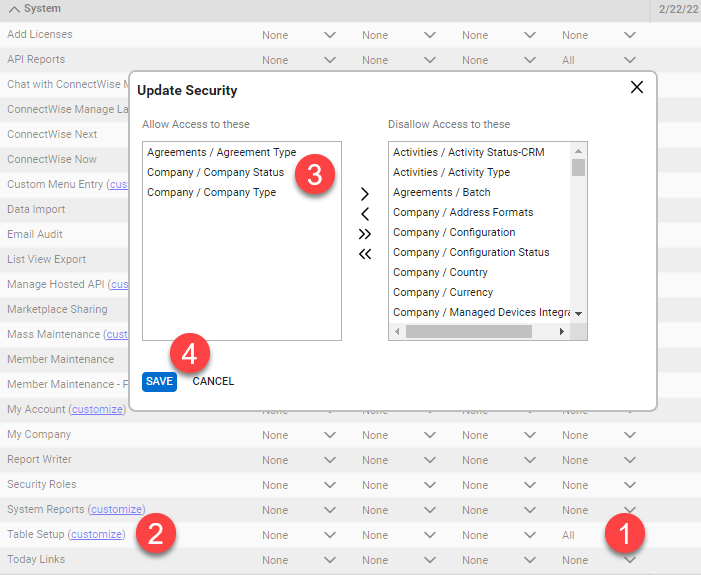 System 2/22/22
Add Licenses None None None None
API Reports None None None All
Chat with ConnectWise M
ConnectWise Manage La
ConnectWise Next
ConnectWise Now
Custom Menu Entry (cus
Data Import
Email Audit
List View Export
Manage Hosted API (cu
Marketplace Sharing
Mass Maintenance (cust
Member Maintenance
Member Maintenance - F
My Account (customize)
My Company None None None None
Report Writer None None None None
Security Roles None None None None
System Reports (customize) None None None None
Table Setup (customize) 2 None None None All 1
Today Links None None None None
Update Security
Allow Access to these
Agreements / Agreement Type
Company / Company Status
Company / Company Type
3
Disallow Access to these
Activities / Activity Status-CRM
Activities / Activity Type
Agreements / Batch
Company / Address Formats
Company / Configuration
Company / Configuration Status
Company / Country
Company / Currency
Company / Managed Devices Integra
4
SAVE CANCEL